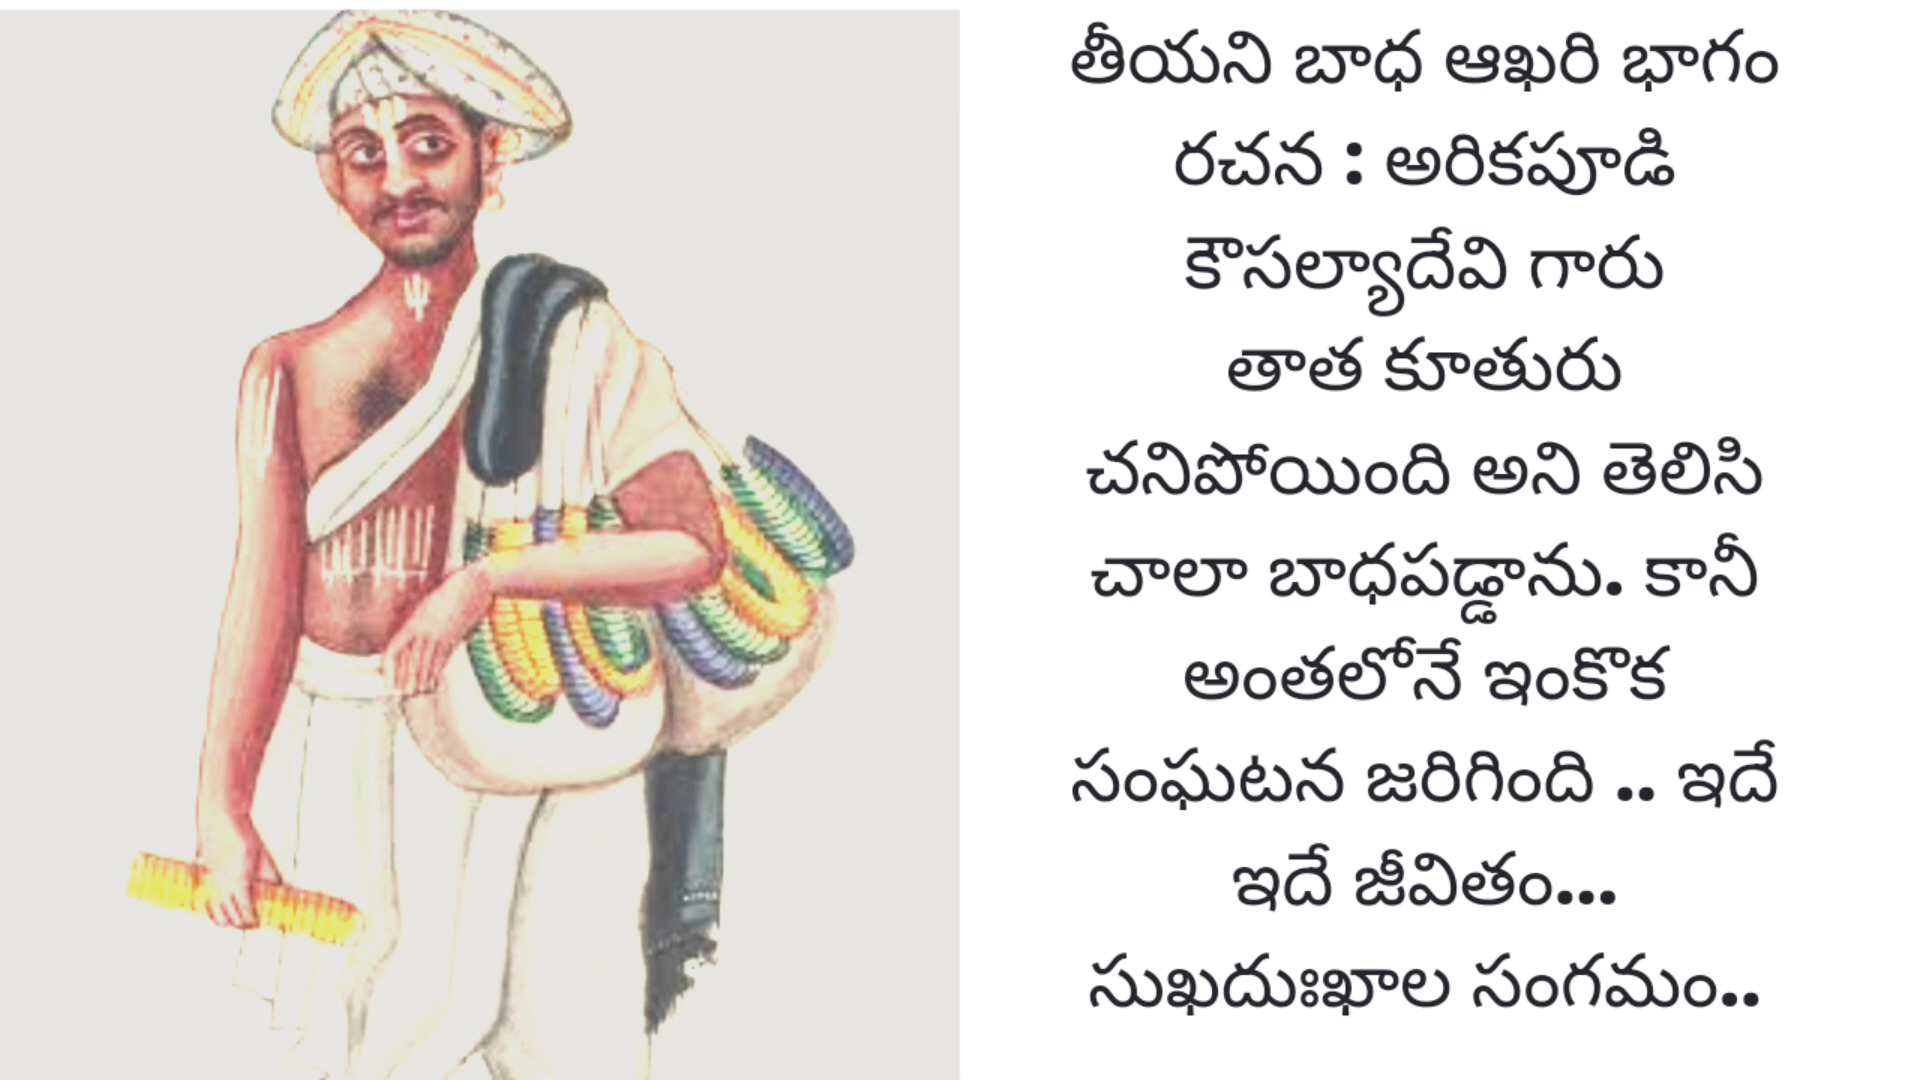 తీయని బాధ ఆఖరి భాగం
రచన : అరికపూడి
కౌసల్యాదేవి గారు
తాత కూతురు
చనిపోయింది అని తెలిసి
చాలా బాధపడ్డాను. కానీ
అంతలోనే ఇంకొక
సంఘటన జరిగింది .. ఇదే
ఇదే జీవితం...
సుఖదుఃఖాల సంగమం..